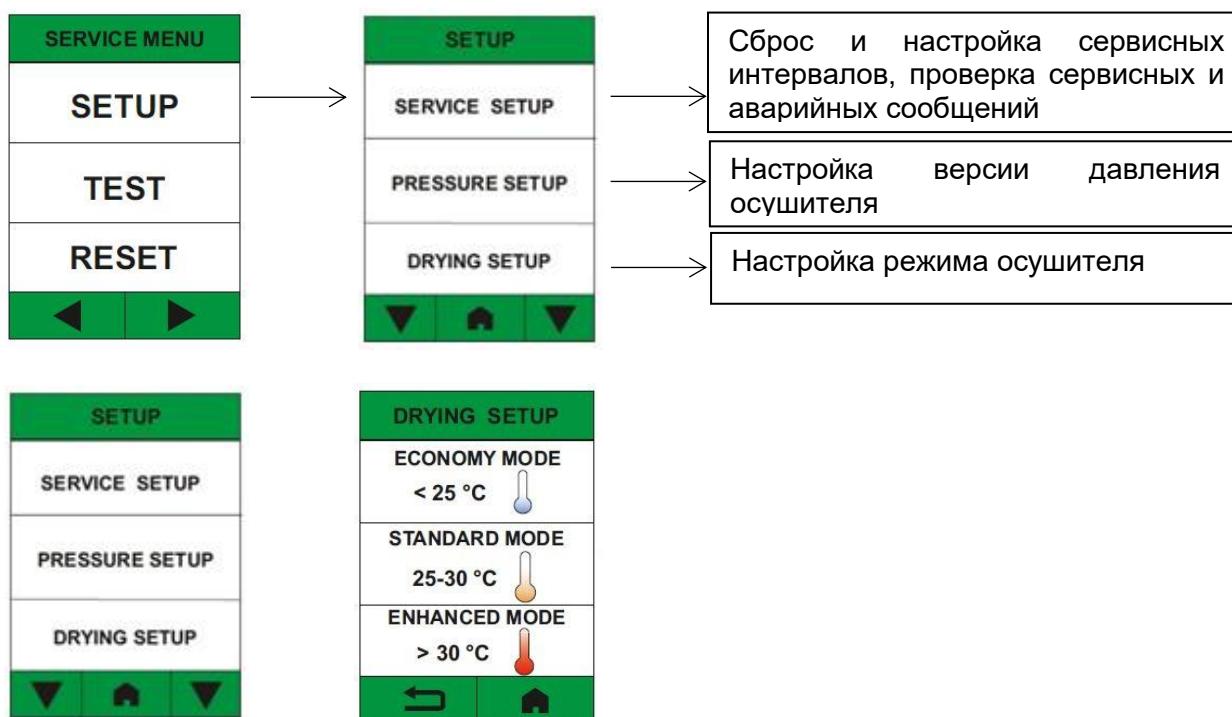 SERVICE MENU
SETUP
TEST
RESET
SETUP
SERVICE SETUP
PRESSURE SETUP
DRYING SETUP
Сброс и настройка сервисных
интервалов, проверка сервисных и
аварийных сообщений
Настройка версии давления
осушителя
Настройка режима осушителя
SETUP
SERVICE SETUP
PRESSURE SETUP
DRYING SETUP
DRYING SETUP
ECONOMY MODE
< 25 °C
STANDARD MODE
25-30 °C
ENHANCED MODE
> 30 °C